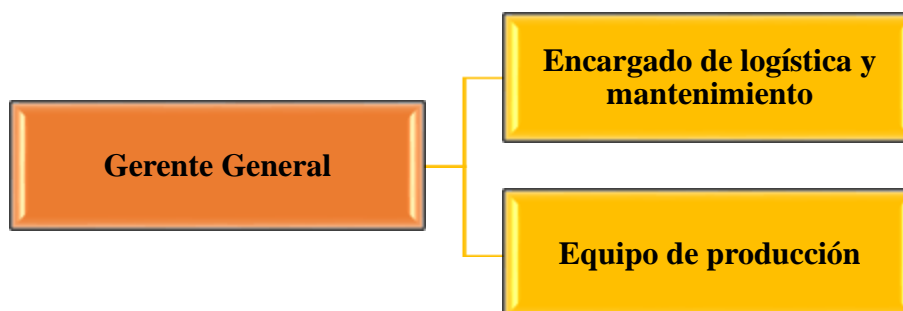 Encargado de logística y
mantenimiento
Gerente General
Equipo de producción